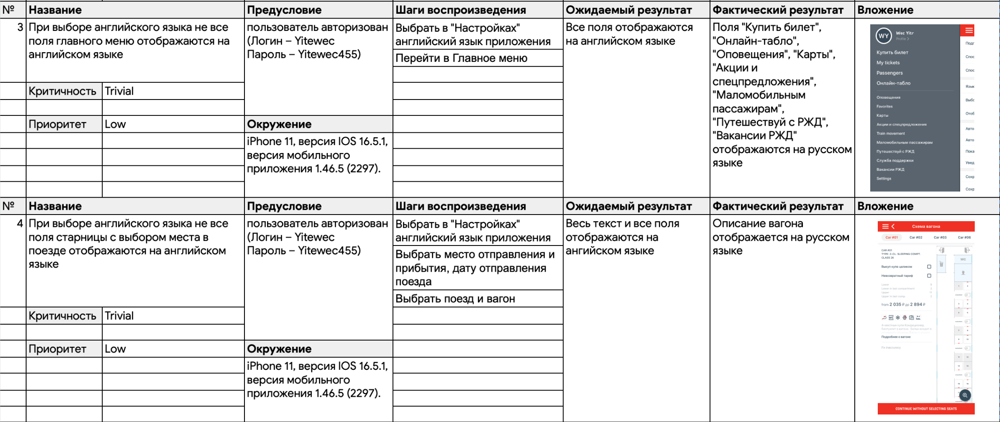 № Название Предусловие Шаги воспроизведения Ожидаемый результат Фактический результат Вложение
3 При выборе английского языка не все
поля главного меню отображаются на
английском языке
Критичность Trivial
Приоритет Low
пользователь авторизован
(Логин – Yitewec
Пароль – Yitewec455)
Окружение
iPhone 11, версия IOS 16.5.1,
версия мобильного
приложения 1.46.5 (2297).
Выбрать в "Настройках"
английский язык приложения
Перейти в Главное меню
Все поля отображаются
на английском языке
Поля "Купить билет",
"Онлайн-табло",
"Оповещения", "Карты",
"Акции и
спецпредложения",
"Маломобильным
пассажирам",
"Путешествуй с РЖД",
"Вакансии РЖД"
отображаются на русском
языке
WY Wec Yitr
Profile >
Купить билет
My tickets
Passengers
Онлайн-табло
Оповещения
Favorites
Карты
Акции и спецпредложения
Train movement
Маломобильным пассажирам
Путешествуй с РЖД
Служба поддержки
Вакансии РЖД
Settings
Подг
Спос
Спос
Язык
Выбо
Отоб
Авто
Авто
Пока
Увед
Сохр
Сохр
№ Название Предусловие Шаги воспроизведения Ожидаемый результат Фактический результат Вложение
4 При выборе английского языка не все
поля старницы с выбором места в
поезде отображаются на английском
языке
Критичность Trivial
Приоритет Low
пользователь авторизован
(Логин – Yitewec
Пароль – Yitewec455)
Окружение
iPhone 11, версия IOS 16.5.1,
версия мобильного
приложения 1.46.5 (2297).
Выбрать в "Настройках"
английский язык приложения
Выбрать место отправления и
прибытия, дату отправления
поезда
Выбрать поезд и вагон
Весь текст и все поля
отображаются на
ангийском языке
Описание вагона
отображается на русском
языке
Схема вагона
Car #01 Car #02 Car #03 Car #06
CAR #01
TYPE: 2-CL. SLEEPING COMPT.
CLASS 2K
Выкуп купе целиком
Невозвратный тариф
Lower
Lower in last compartment
Upper
Upper in last comp.
from 2 035 ₽ до 2 894 ₽
WC
4-местные купе Кондиционер,
биотуалет в вагоне. Белье входит в
Подробнее о вагоне
Fix inaccuracy
WC
CONTINUE WITHOUT SELECTING SEATS